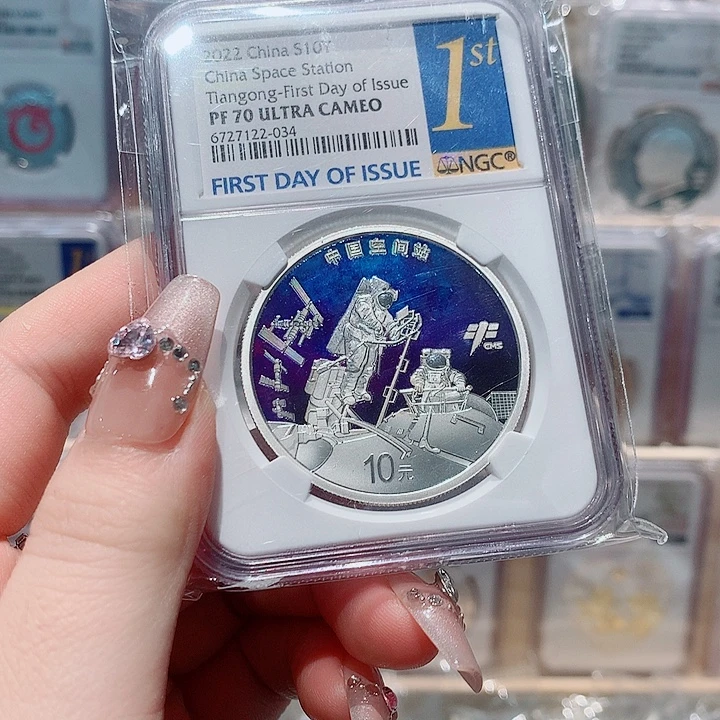 2022 China S10Y
China Space Station
Tiangong-First Day of Issue
PF 70 ULTRA CAMEO
6727122-034
FIRST DAY OF ISSUE
1st
NGC®
中国空间站
CMS
10元
1st